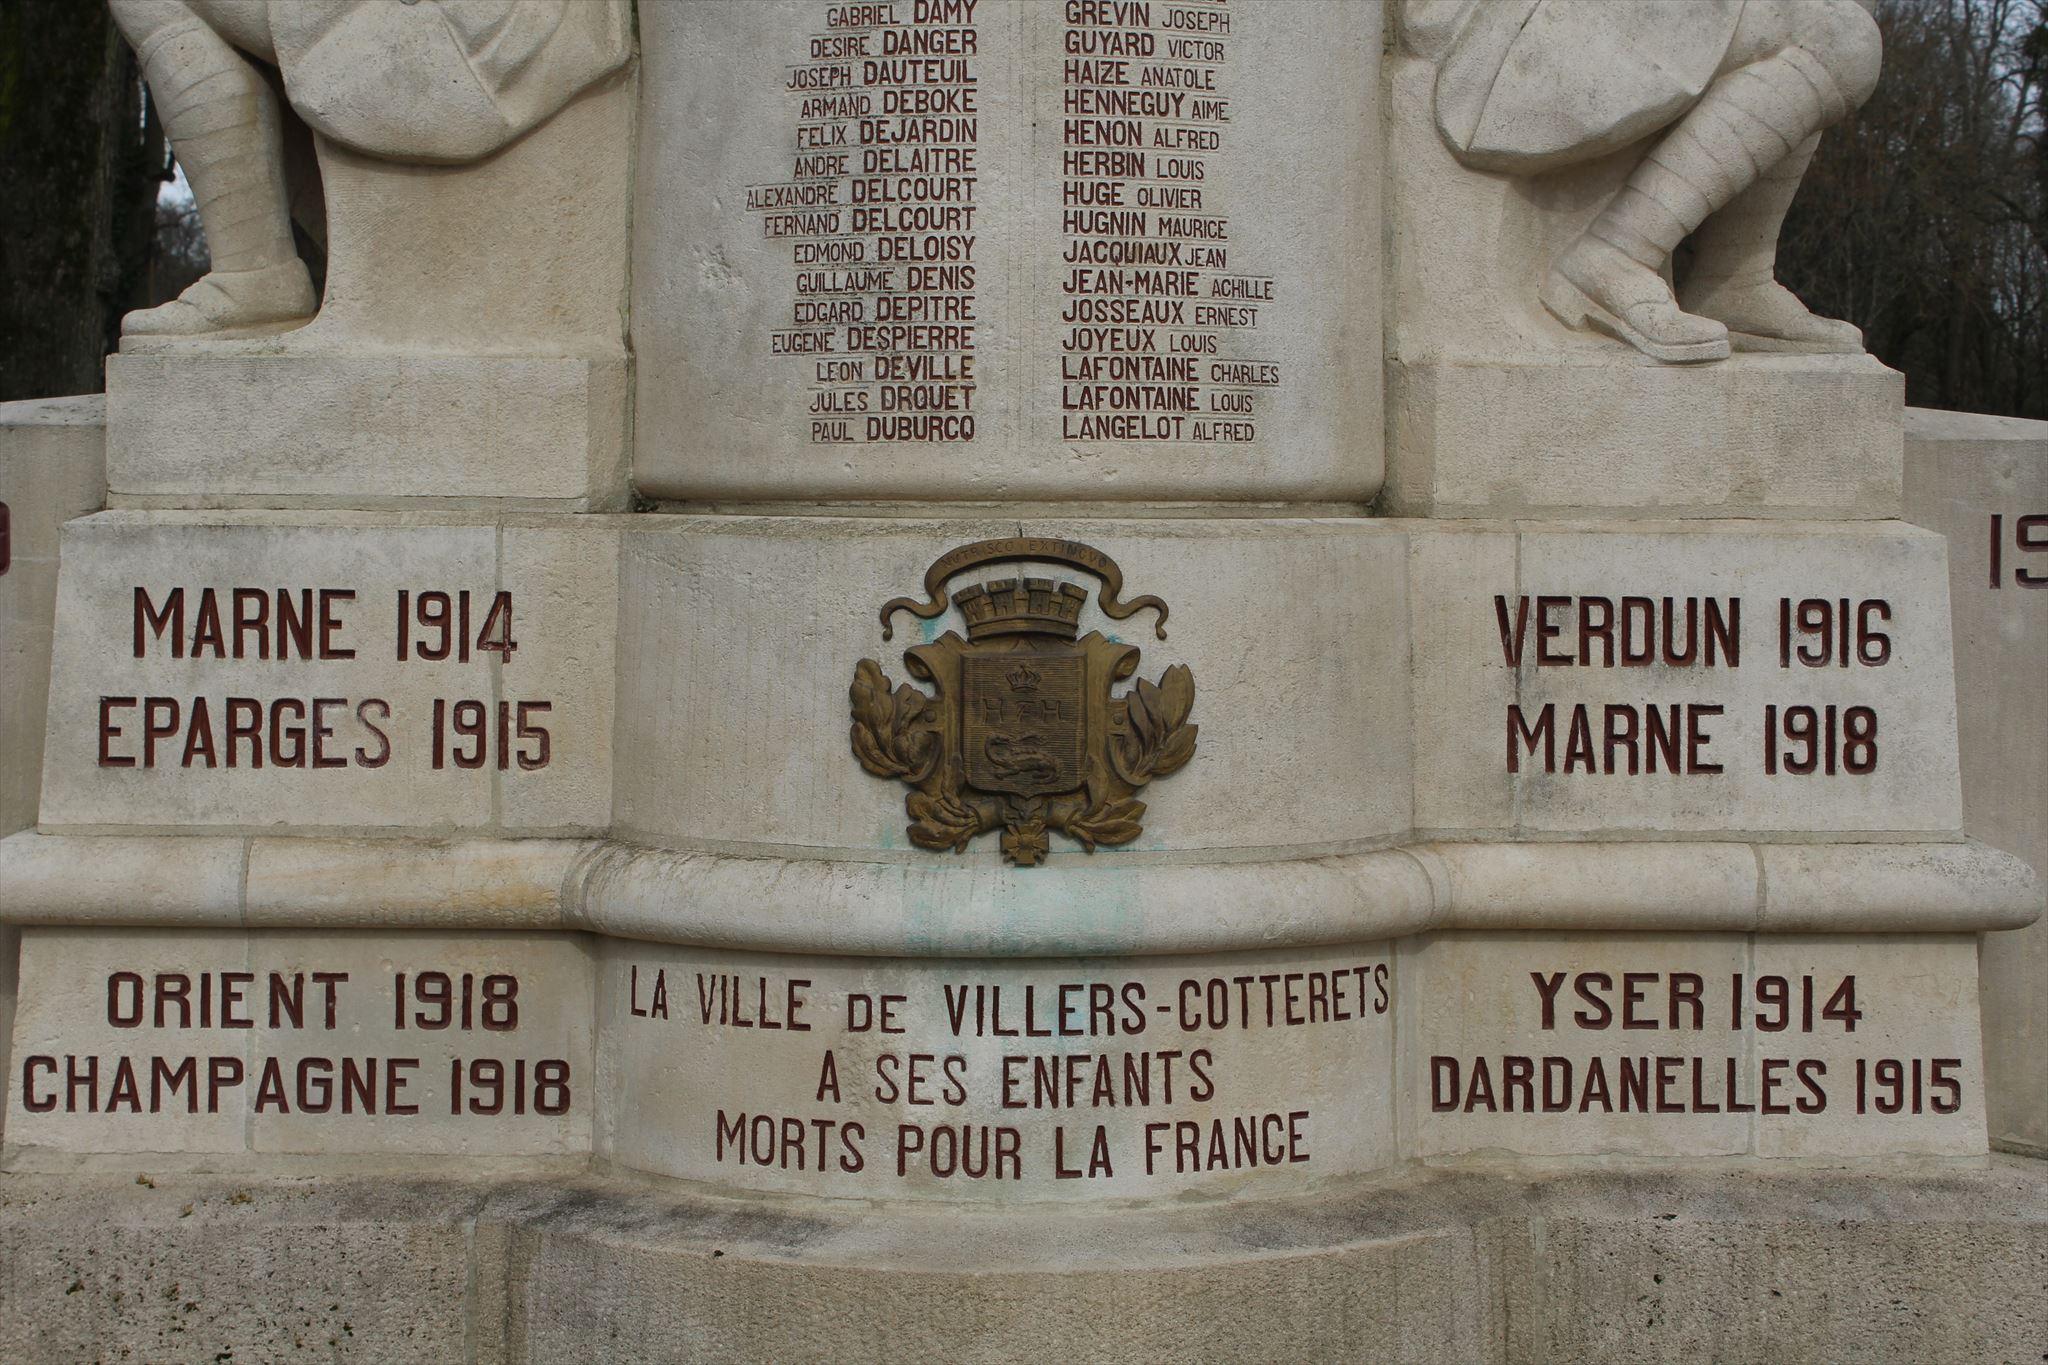 GABRIEL DAMY
DESIRE DANGER
JOSEPH DAUTEUIL
ARMAND DEBOKE
FELIX DEJARDIN
ANDRE DELAITRE
ALEXANDRE DELCOURT
FERNAND DELCOURT
EDMOND DELOISY
GUILLAUME DENIS
EDGARD DEPITRE
EUGENE DESPIERRE
LEON DEVILLE
JULES DRQUET
PAUL DUBURCQ
GREVIN JOSEPH
GUYARD VICTOR
HAIZE ANATOLE
HENNEGUY AIME
HENON ALFRED
HERBIN LOUIS
HUGE OLIVIER
HUGNIN MAURICE
JACQUIAUX JEAN
JEAN-MARIE ACHILLE
JOSSEAUX ERNEST
JOYEUX LOUIS
LAFONTAINE CHARLES
LAFONTAINE LOUIS
LANGELOT ALFRED
MARNE 1914
EPARGES 1915
NUTRISCO EXTINGUO
H F H
VERDUN 1916
MARNE 1918
ORIENT 1918
CHAMPAGNE 1918
LA VILLE DE VILLERS-COTTERETS
A SES ENFANTS
MORTS POUR LA FRANCE
YSER 1914
DARDANELLES 1915